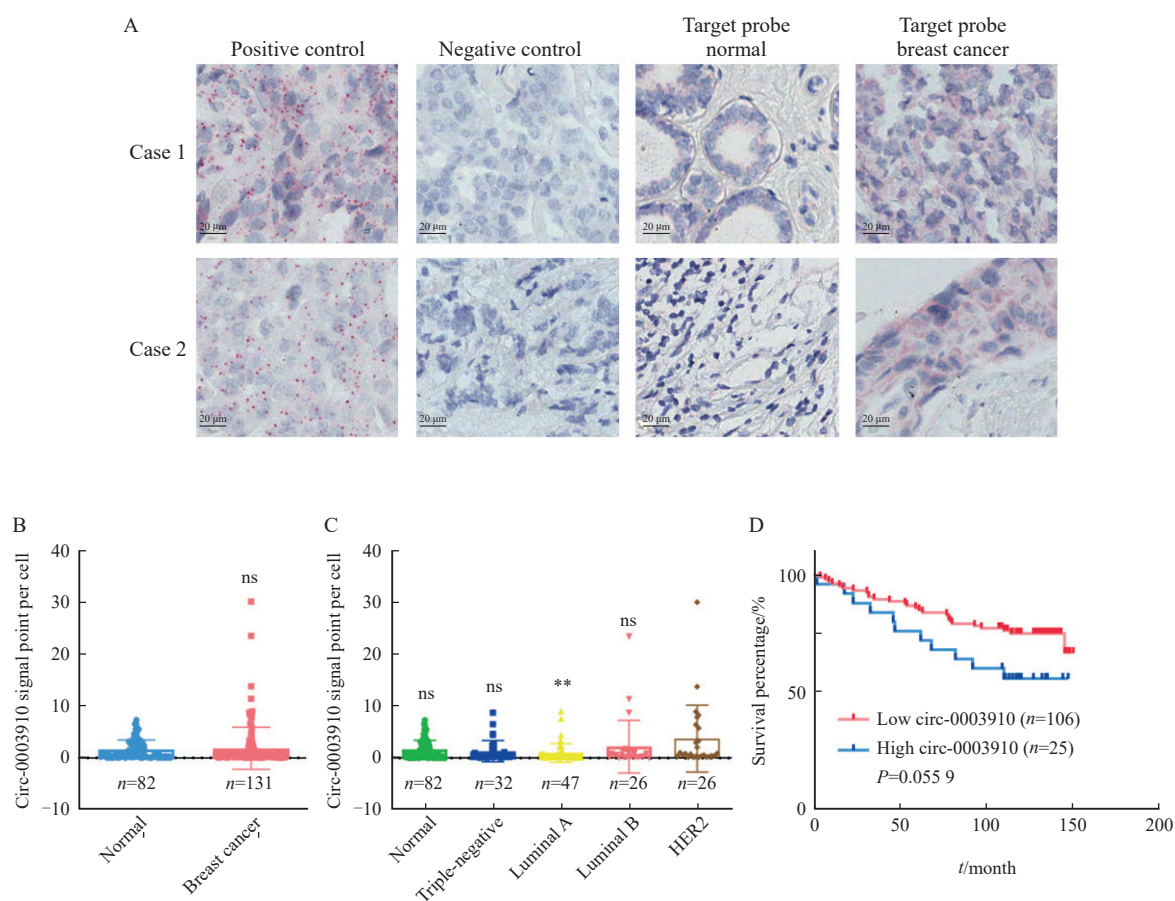 A
Positive control
Negative control
Target probe
normal
Target probe
breast cancer
Case 1
20 μm
20 μm
20 μm
20 μm
Case 2
20 μm
20 μm
20 μm
20 μm
B
Circ-0003910 signal point per cell
40
30
20
10
0
−10
ns
n=82
n=131
Normal
Breast cancer
C
Circ-0003910 signal point per cell
40
30
20
10
0
−10
ns
ns
**
ns
n=82
n=32
n=47
n=26
n=26
Normal
Triple-negative
Luminal A
Luminal B
HER2
D
Survival percentage/%
100
50
0
Low circ-0003910 (n=106)
High circ-0003910 (n=25)
P=0.055 9
0
50
100
150
200
t/month